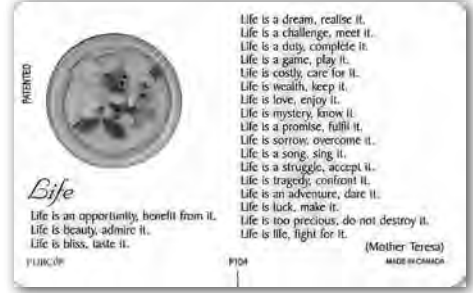 PATENTED
Life
Life is an opportunity, benefit from it.
Life is beauty, admire it.
Life is bliss, taste it.
Life is a dream, realise it.
Life is a challenge, meet it.
Life is a duty, complete it.
Life is a game, play it.
Life is costly, care for it.
Life is wealth, keep it.
Life is love, enjoy it.
Life is mystery, know it.
Life is a promise, fulfil it.
Life is sorrow, overcome it.
Life is a song, sing it.
Life is a struggle, accept it.
Life is tragedy, confront it.
Life is an adventure, dare it.
Life is luck, make it.
Life is too precious, do not destroy it.
Life is life, fight for it.
(Mother Teresa)
P104
MADE IN CANADA